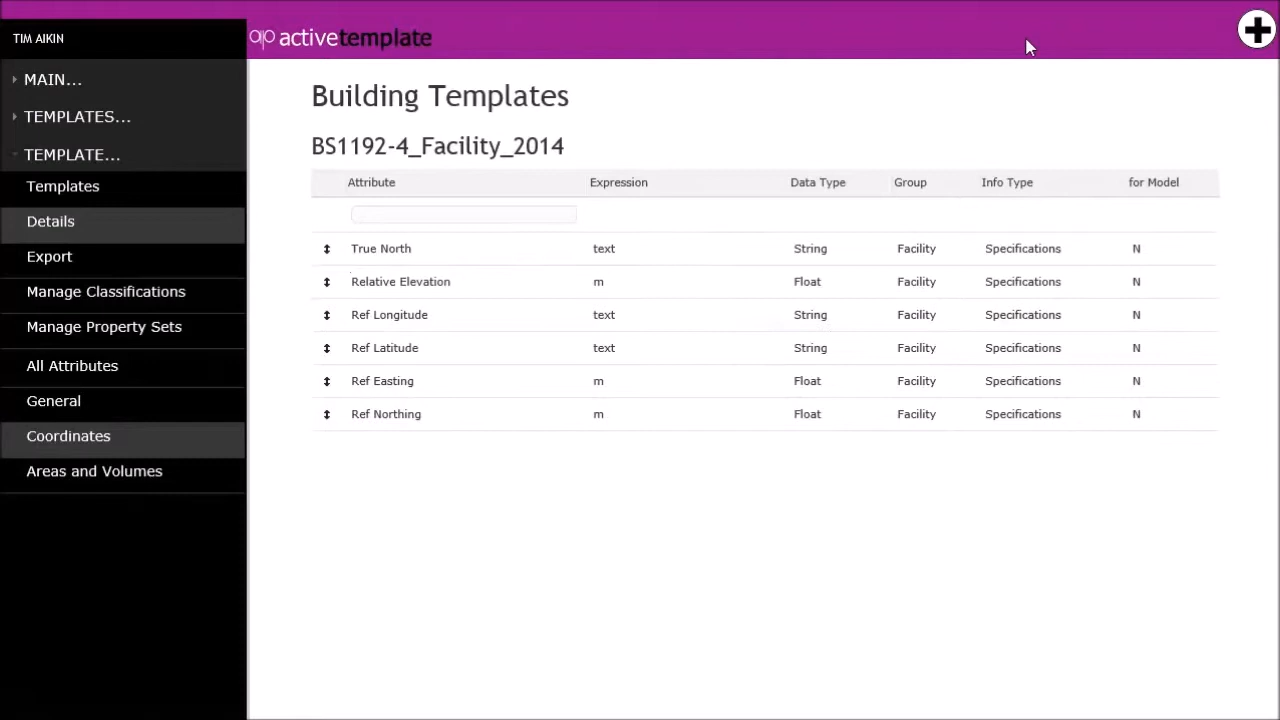 TIM AIKIN
activetemplate
MAIN...
TEMPLATES...
TEMPLATE...
Templates
Details
Export
Manage Classifications
Manage Property Sets
All Attributes
General
Coordinates
Areas and Volumes
Building Templates
BS1192-4_Facility_2014
Attribute Expression Data Type Group Info Type for Model
True North text String Facility Specifications N
Relative Elevation m Float Facility Specifications N
Ref Longitude text String Facility Specifications N
Ref Latitude text String Facility Specifications N
Ref Easting m Float Facility Specifications N
Ref Northing m Float Facility Specifications N